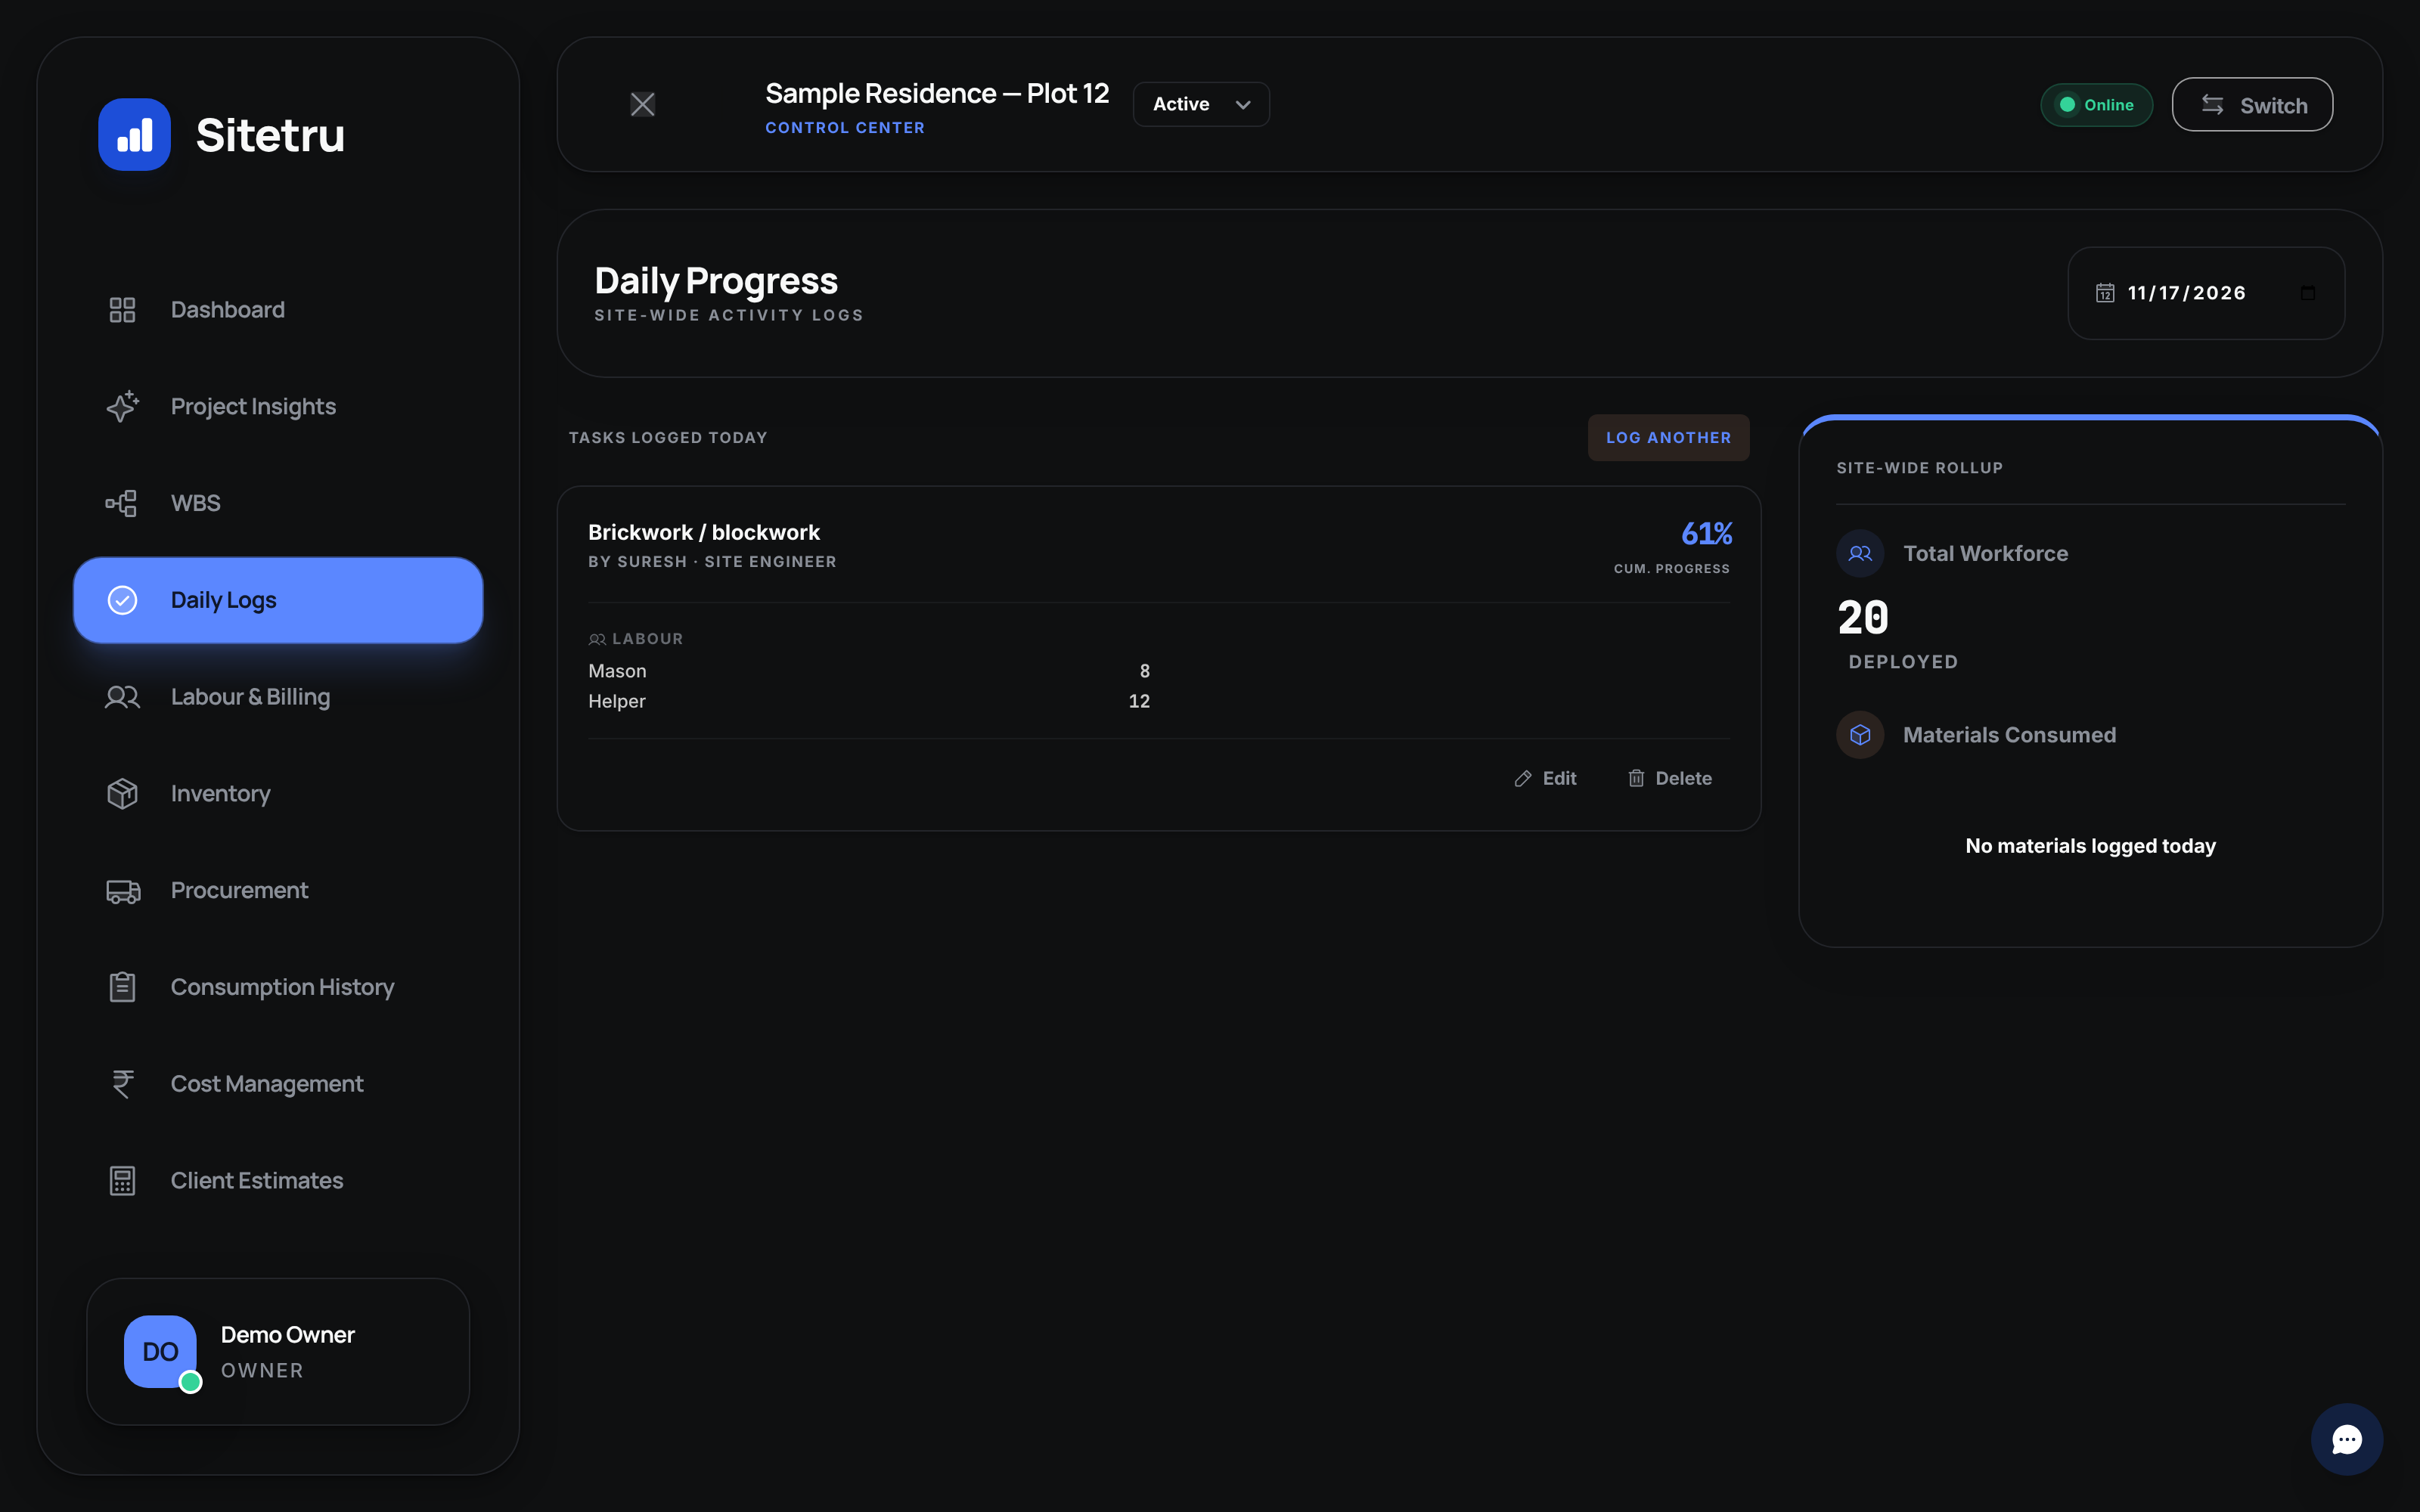 Sitetru
Dashboard
Project Insights
WBS
Daily Logs
Labour & Billing
Inventory
Procurement
Consumption History
Cost Management
Client Estimates
DO
Demo Owner
OWNER
Sample Residence — Plot 12
CONTROL CENTER
Active
Online
Switch
Daily Progress
SITE-WIDE ACTIVITY LOGS
12
11/17/2026
TASKS LOGGED TODAY
LOG ANOTHER
Brickwork / blockwork
BY SURESH · SITE ENGINEER
61%
CUM. PROGRESS
LABOUR
Mason 8
Helper 12
Edit
Delete
SITE-WIDE ROLLUP
Total Workforce
20
DEPLOYED
Materials Consumed
No materials logged today